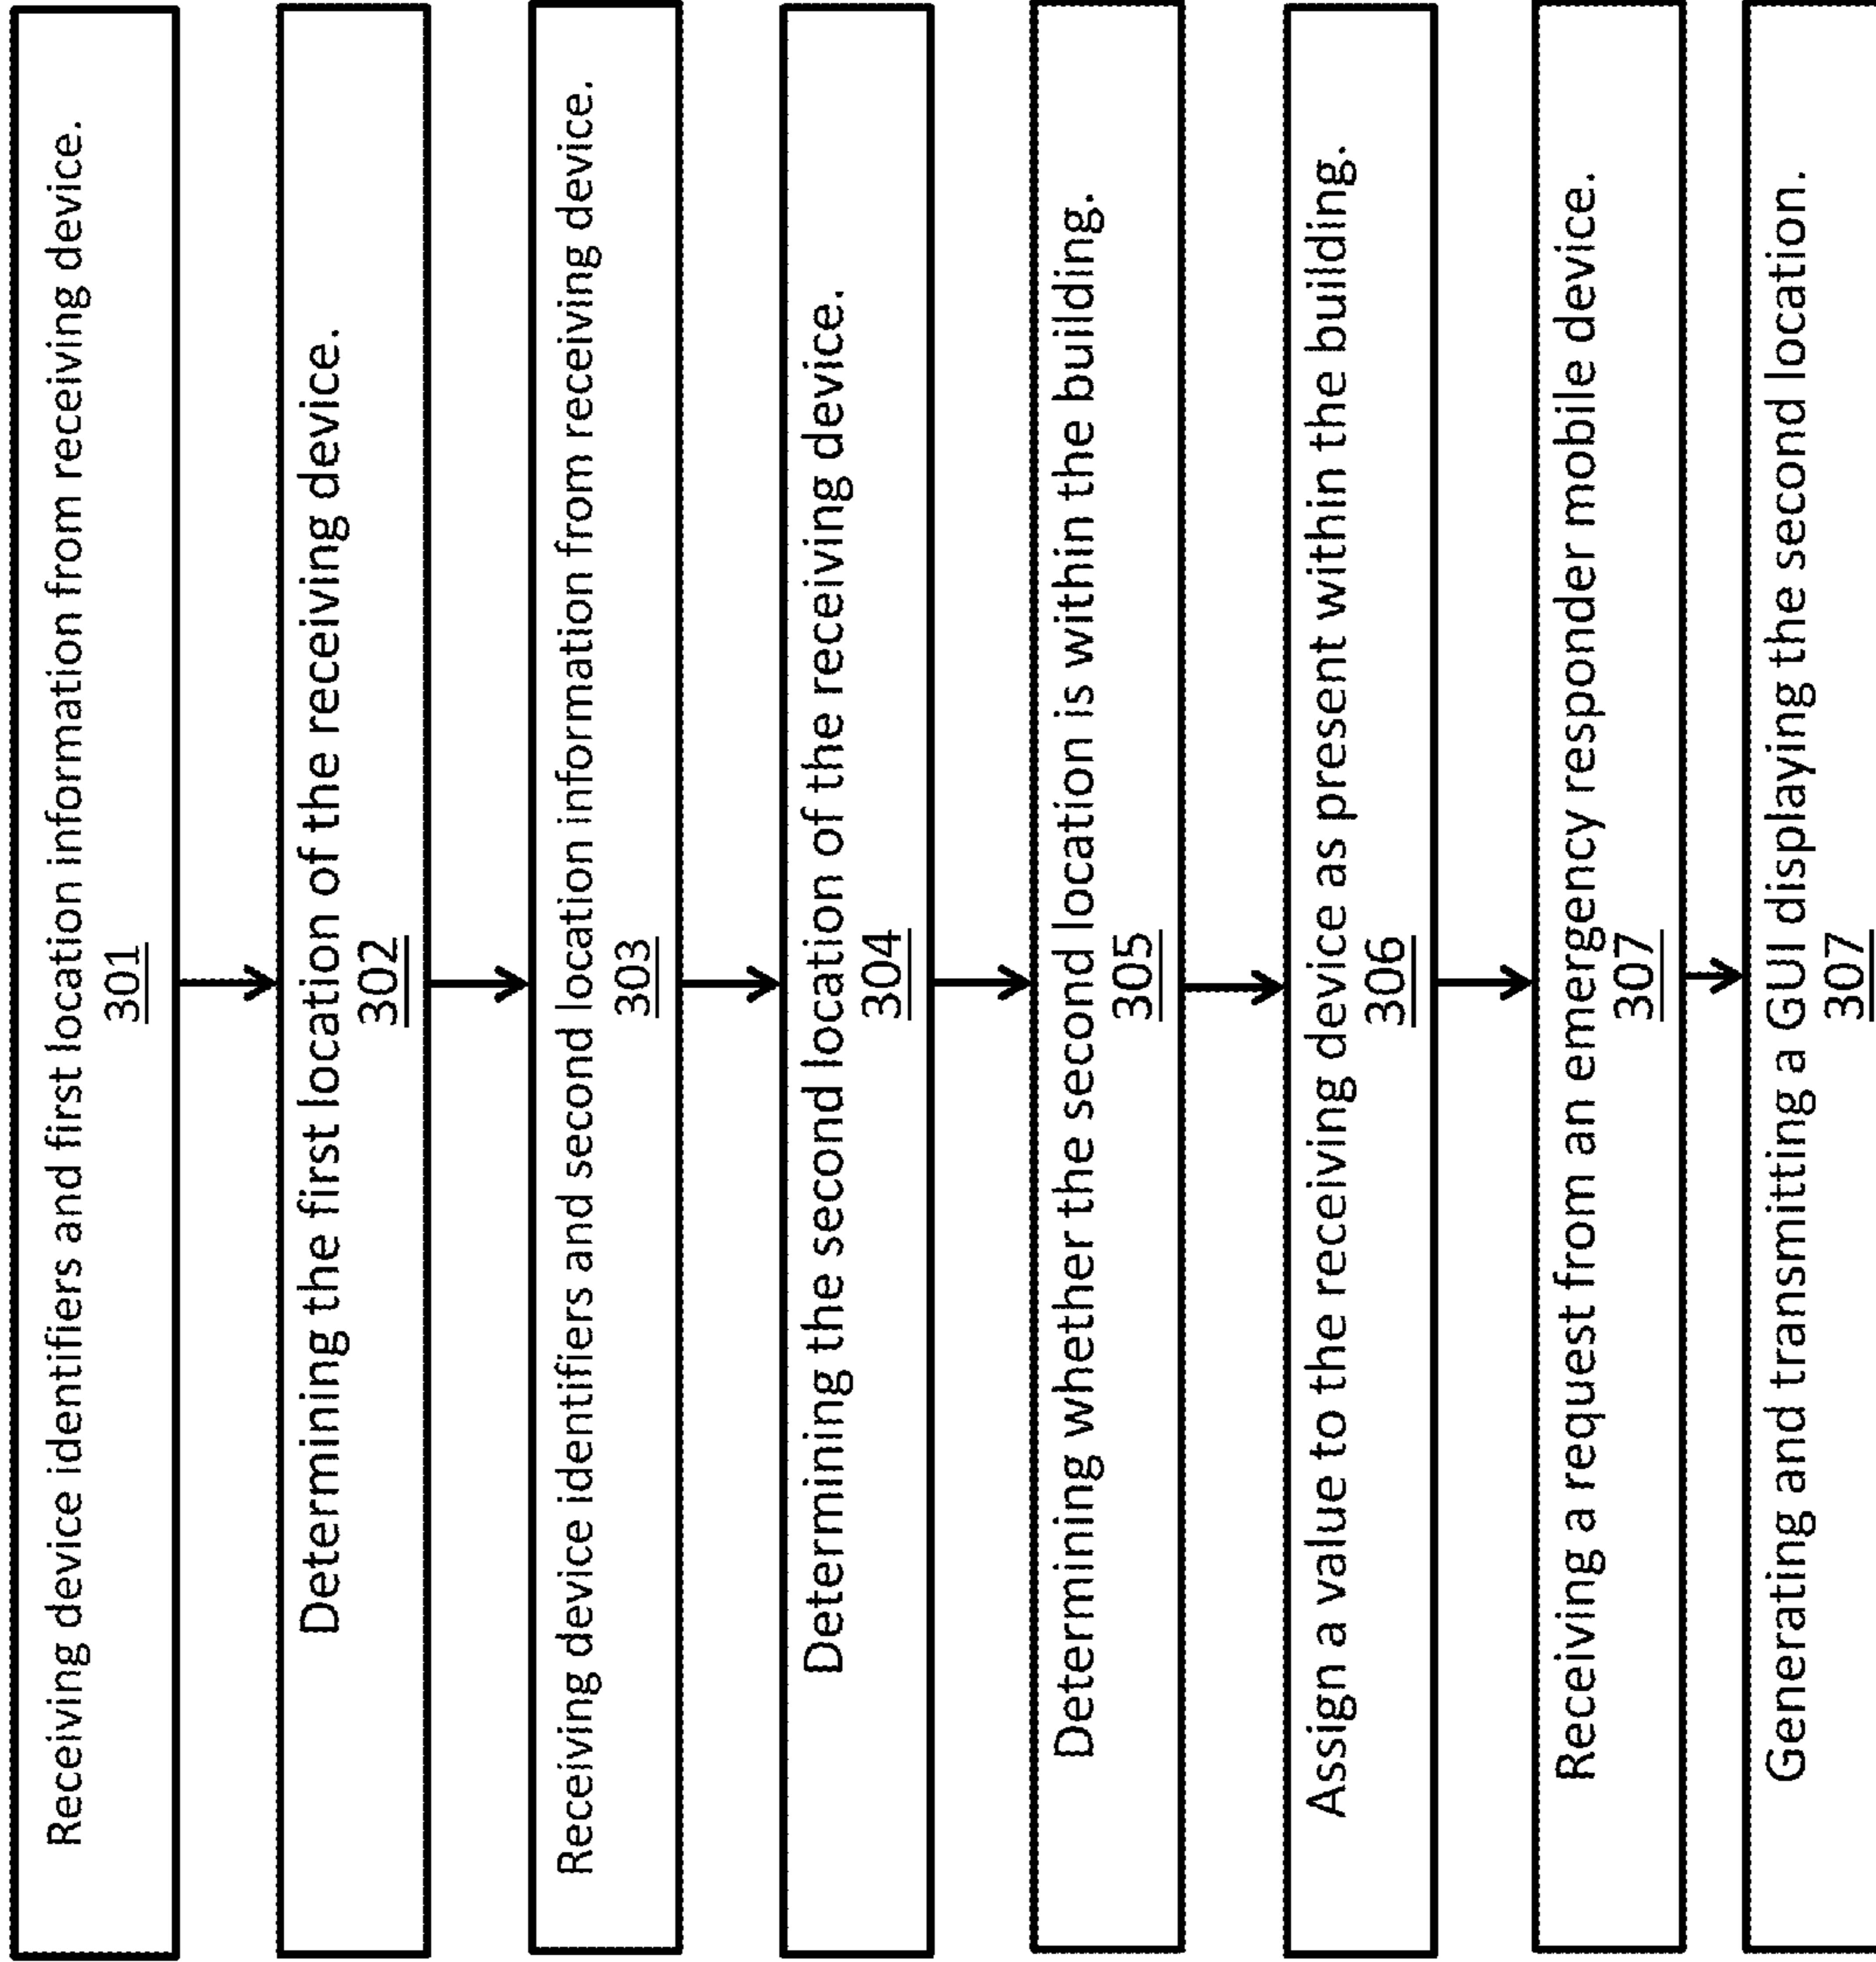 Receiving device identifiers and first location information from receiving device.
301
Determining the first location of the receiving device.
302
Receiving device identifiers and second location information from receiving device.
303
Determining the second location of the receiving device.
304
Determining whether the second location is within the building.
305
Assign a value to the receiving device as present within the building.
306
Receiving a request from an emergency responder mobile device.
307
Generating and transmitting a GUI displaying the second location.
307